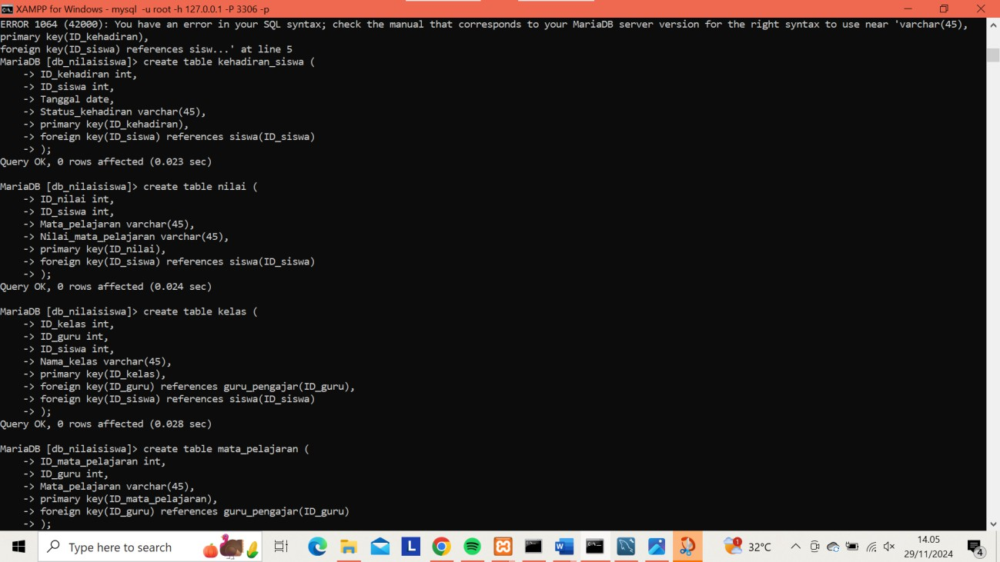 XAMPP for Windows - mysql -u root -h 127.0.0.1 -P 3306 -p
ERROR 1064 (42000): You have an error in your SQL syntax; check the manual that corresponds to your MariaDB server version for the right syntax to use near 'varchar(45),
primary key(ID_kehadiran),
foreign key(ID_siswa) references sisw...' at line 5
MariaDB [db_nilaisiswa]> create table kehadiran_siswa (
    -> ID_kehadiran int,
    -> ID_siswa int,
    -> Tanggal date,
    -> Status_kehadiran varchar(45),
    -> primary key(ID_kehadiran),
    -> foreign key(ID_siswa) references siswa(ID_siswa)
    -> );
Query OK, 0 rows affected (0.023 sec)
MariaDB [db_nilaisiswa]> create table nilai (
    -> ID_nilai int,
    -> ID_siswa int,
    -> Mata_pelajaran varchar(45),
    -> Nilai_mata_pelajaran varchar(45),
    -> primary key(ID_nilai),
    -> foreign key(ID_siswa) references siswa(ID_siswa)
    -> );
Query OK, 0 rows affected (0.024 sec)
MariaDB [db_nilaisiswa]> create table kelas (
    -> ID_kelas int,
    -> ID_guru int,
    -> ID_siswa int,
    -> Nama_kelas varchar(45),
    -> primary key(ID_kelas),
    -> foreign key(ID_guru) references guru_pengajar(ID_guru),
    -> foreign key(ID_siswa) references siswa(ID_siswa)
    -> );
Query OK, 0 rows affected (0.028 sec)
MariaDB [db_nilaisiswa]> create table mata_pelajaran (
    -> ID_mata_pelajaran int,
    -> ID_guru int,
    -> Mata_pelajaran varchar(45),
    -> primary key(ID_mata_pelajaran),
    -> foreign key(ID_guru) references guru_pengajar(ID_guru)
    -> );
Type here to search
L
W
1
32°C
14.05
29/11/2024
4